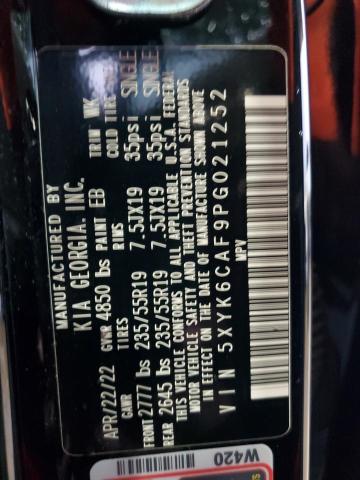 MANUFACTURED BY
KIA GEORGIA INC.
APR/22/22 GVWR 4850 lbs PAINT EB TRIM WK
GAWR TIRES RIMS COLD TIRE
FRONT 2777 lbs 235/55R19 7.5JX19 35psi SINGLE
REAR 2645 lbs 235/55R19 7.5JX19 35psi SINGLE
THIS VEHICLE CONFORMS TO ALL APPLICABLE U.S.A. FEDERAL
MOTOR VEHICLE SAFETY AND THEFT PREVENTION STANDARDS
IN EFFECT ON THE DATE OF MANUFACTURE SHOWN ABOVE
VIN 5XYK6CAF9PG021252
MPV
W420